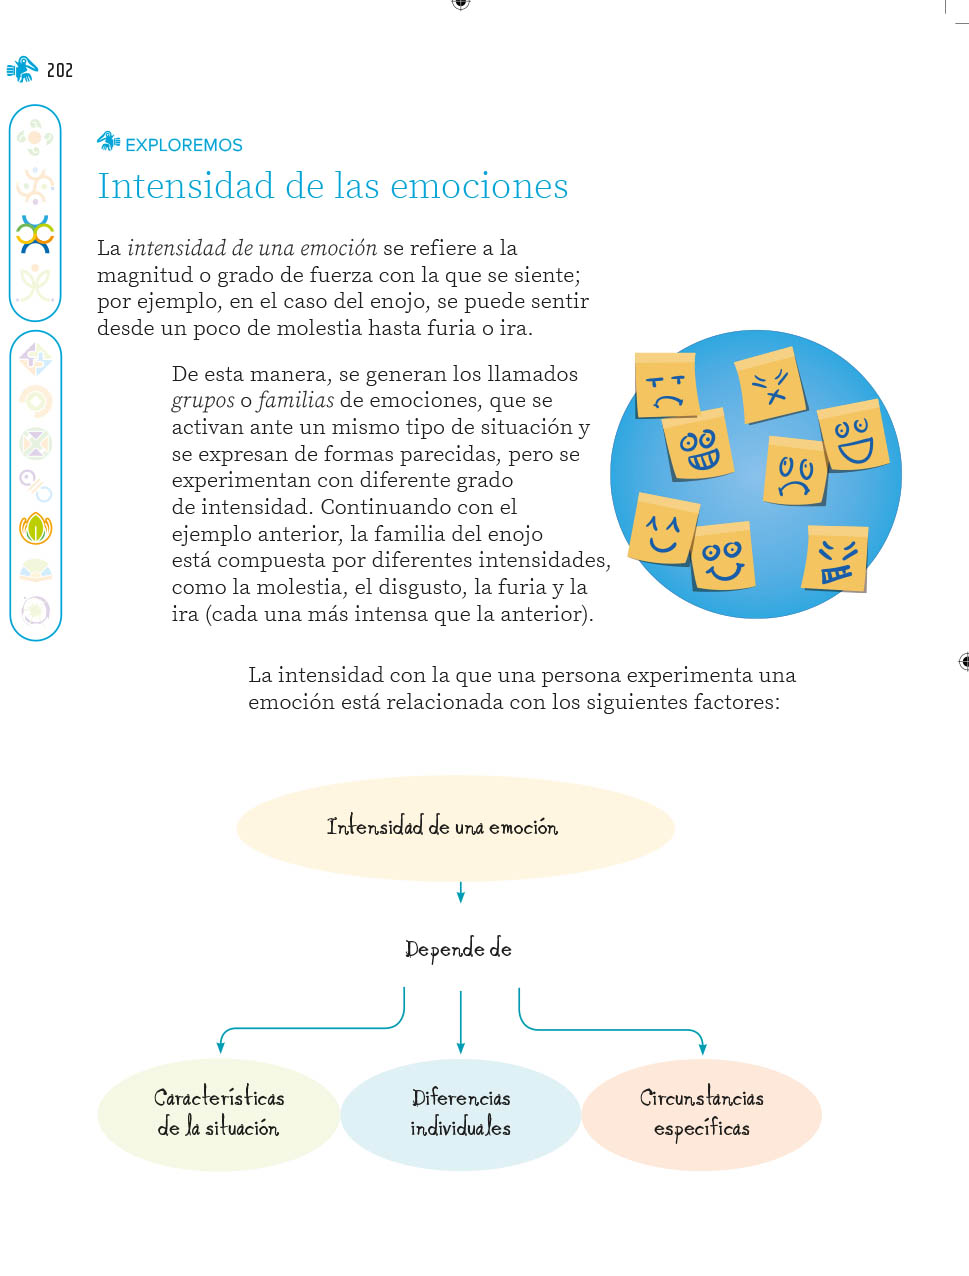 202
EXPLOREMOS
Intensidad de las emociones
La intensidad de una emoción se refiere a la
magnitud o grado de fuerza con la que se siente;
por ejemplo, en el caso del enojo, se puede sentir
desde un poco de molestia hasta furia o ira.
De esta manera, se generan los llamados
grupos o familias de emociones, que se
activan ante un mismo tipo de situación y
se expresan de formas parecidas, pero se
experimentan con diferente grado
de intensidad. Continuando con el
ejemplo anterior, la familia del enojo
está compuesta por diferentes intensidades,
como la molestia, el disgusto, la furia y la
ira (cada una más intensa que la anterior).
La intensidad con la que una persona experimenta una
emoción está relacionada con los siguientes factores:
Intensidad de una emoción
Depende de
Características
de la situación
Diferencias
individuales
Circunstancias
específicas